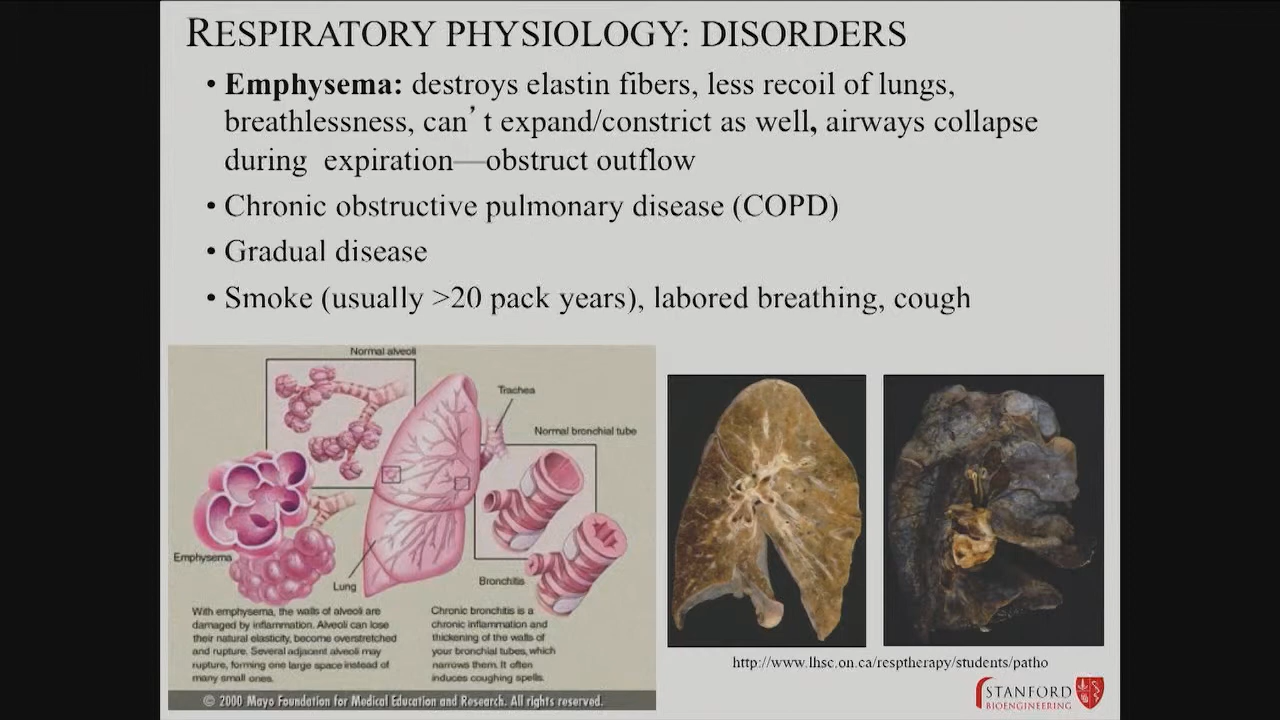 RESPIRATORY PHYSIOLOGY: DISORDERS
• Emphysema: destroys elastin fibers, less recoil of lungs,
breathlessness, can’ t expand/constrict as well, airways collapse
during expiration—obstruct outflow
• Chronic obstructive pulmonary disease (COPD)
• Gradual disease
• Smoke (usually >20 pack years), labored breathing, cough
Normal alveoli
Trachea
Normal bronchial tube
Emphysema
Lung
Bronchitis
With emphysema, the walls of alveoli are
damaged by inflammation. Alveoli can lose
their natural elasticity, become overstretched
and rupture. Several adjacent alveoli may
rupture, forming one large space instead of
many small ones.
Chronic bronchitis is a
chronic inflammation and
thickening of the walls of
your bronchial tubes, which
narrows them. It often
induces coughing spells.
© 2000 Mayo Foundation for Medical Education and Research. All rights reserved.
http://www.lhsc.on.ca/resptherapy/students/patho
STANFORD
BIOENGINEERING